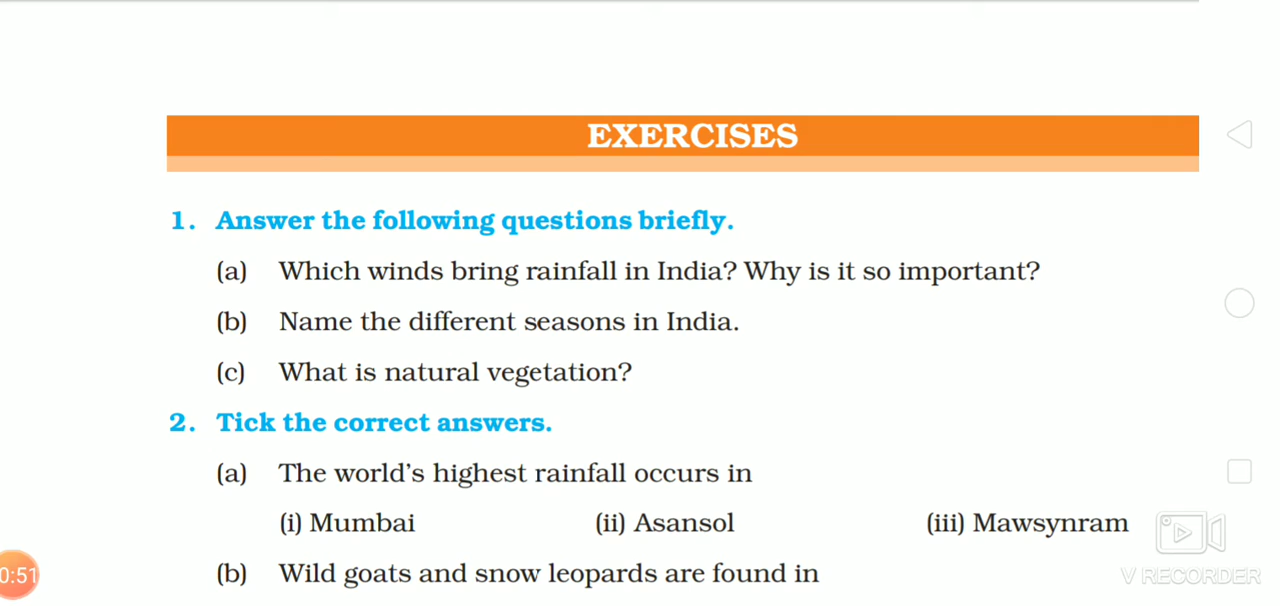 EXERCISES
1. Answer the following questions briefly.
(a) Which winds bring rainfall in India? Why is it so important?
(b) Name the different seasons in India.
(c) What is natural vegetation?
2. Tick the correct answers.
(a) The world's highest rainfall occurs in
(i) Mumbai (ii) Asansol (iii) Mawsynram
(b) Wild goats and snow leopards are found in
0:51
V RECORDER